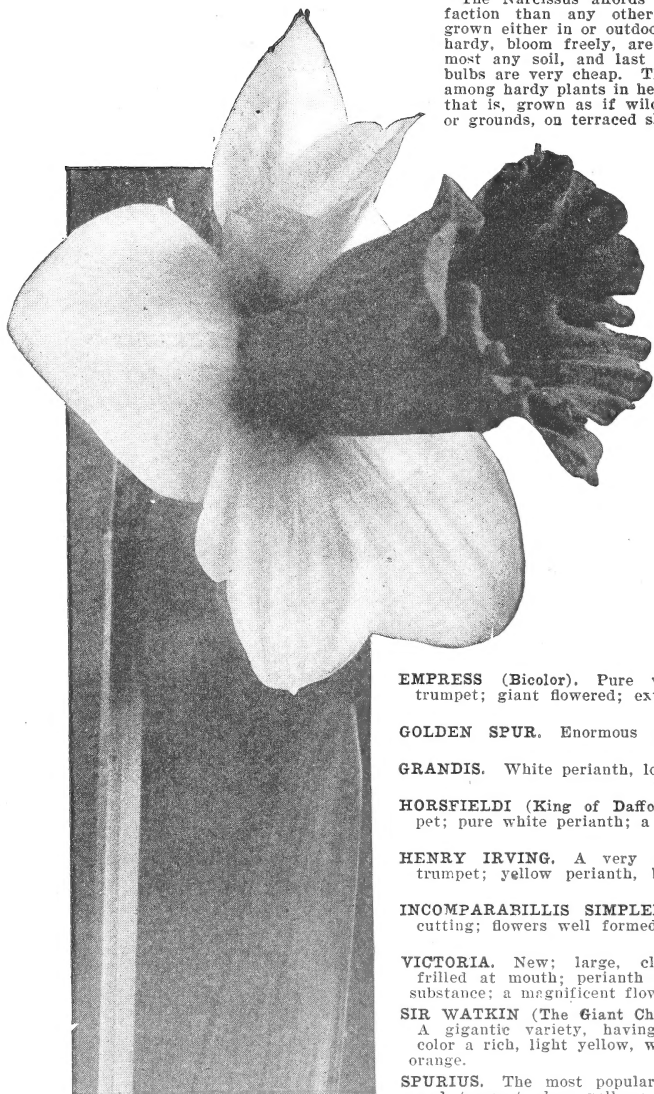 The Narcissus affords
faction than any other
grown either in or outdoo
hardy, bloom freely, are
most any soil, and last
bulbs are very cheap. T
among hardy plants in he
that is, grown as if wil
or grounds, on terraced s
EMPRESS (Bicolor). Pure
trumpet; giant flowered; ex
GOLDEN SPUR. Enormous
GRANDIS. White perianth, lo
HORSFIELDI (King of Daffo
pet; pure white perianth; a
HENRY IRVING. A very
trumpet; yellow perianth,
INCOMPARABILLIS SIMPLE
cutting; flowers well formed
VICTORIA. New; large, cl
frilled at mouth; perianth
substance; a magnificent flow
SIR WATKIN (The Giant Ch
A gigantic variety, having
color a rich, light yellow, w
orange.
SPURIUS. The most popular